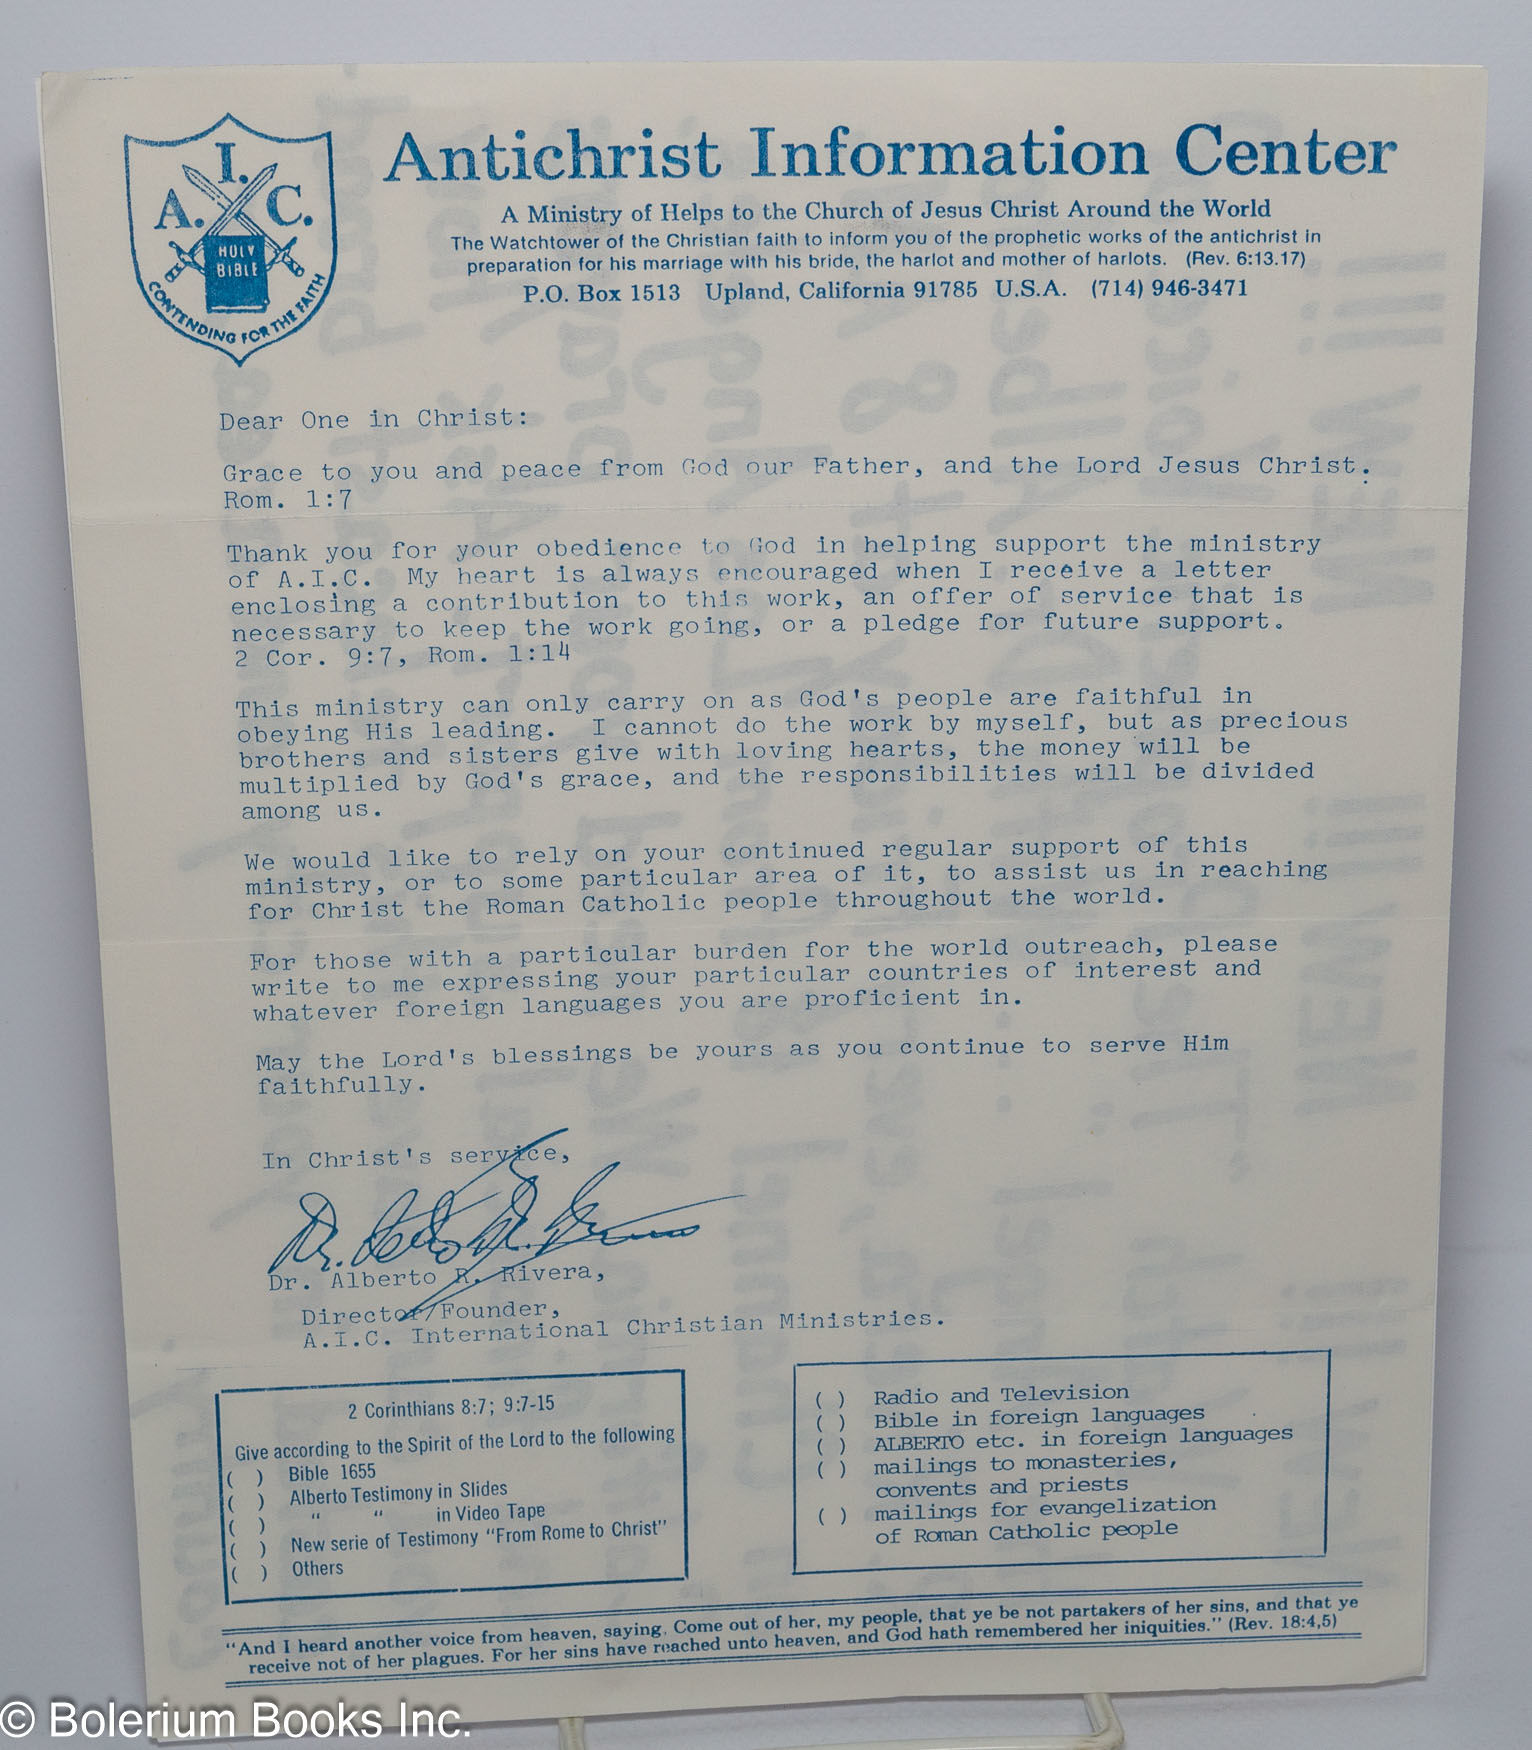 A. I. C.
HOLY
BIBLE
CONTENDING FOR THE FAITH
Antichrist Information Center
A Ministry of Helps to the Church of Jesus Christ Around the World
The Watchtower of the Christian faith to inform you of the prophetic works of the antichrist in
preparation for his marriage with his bride, the harlot and mother of harlots. (Rev. 6:13.17)
P.O. Box 1513 Upland, California 91785 U.S.A. (714) 946-3471
Dear One in Christ:
Grace to you and peace from God our Father, and the Lord Jesus Christ.
Rom. 1:7
Thank you for your obedience to God in helping support the ministry
of A.I.C. My heart is always encouraged when I receive a letter
enclosing a contribution to this work, an offer of service that is
necessary to keep the work going, or a pledge for future support.
2 Cor. 9:7, Rom. 1:14
This ministry can only carry on as God's people are faithful in
obeying His leading. I cannot do the work by myself, but as precious
brothers and sisters give with loving hearts, the money will be
multiplied by God's grace, and the responsibilities will be divided
among us.
We would like to rely on your continued regular support of this
ministry, or to some particular area of it, to assist us in reaching
for Christ the Roman Catholic people throughout the world.
For those with a particular burden for the world outreach, please
write to me expressing your particular countries of interest and
whatever foreign languages you are proficient in.
May the Lord's blessings be yours as you continue to serve Him
faithfully.
In Christ's service,
Dr. Alberto R. Rivera
Dr. Alberto R. Rivera,
Director/Founder,
A.I.C. International Christian Ministries.
2 Corinthians 8:7; 9:7-15
Give according to the Spirit of the Lord to the following
( ) Bible 1655
( ) Alberto Testimony in Slides
( ) " " in Video Tape
( ) New serie of Testimony "From Rome to Christ"
( ) Others
( ) Radio and Television
( ) Bible in foreign languages
( ) ALBERTO etc. in foreign languages
( ) mailings to monasteries,
convents and priests
( ) mailings for evangelization
of Roman Catholic people
"And I heard another voice from heaven, saying, Come out of her, my people, that ye be not partakers of her sins, and that ye
receive not of her plagues. For her sins have reached unto heaven, and God hath remembered her iniquities." (Rev. 18:4,5)
© Bolerium Books Inc.